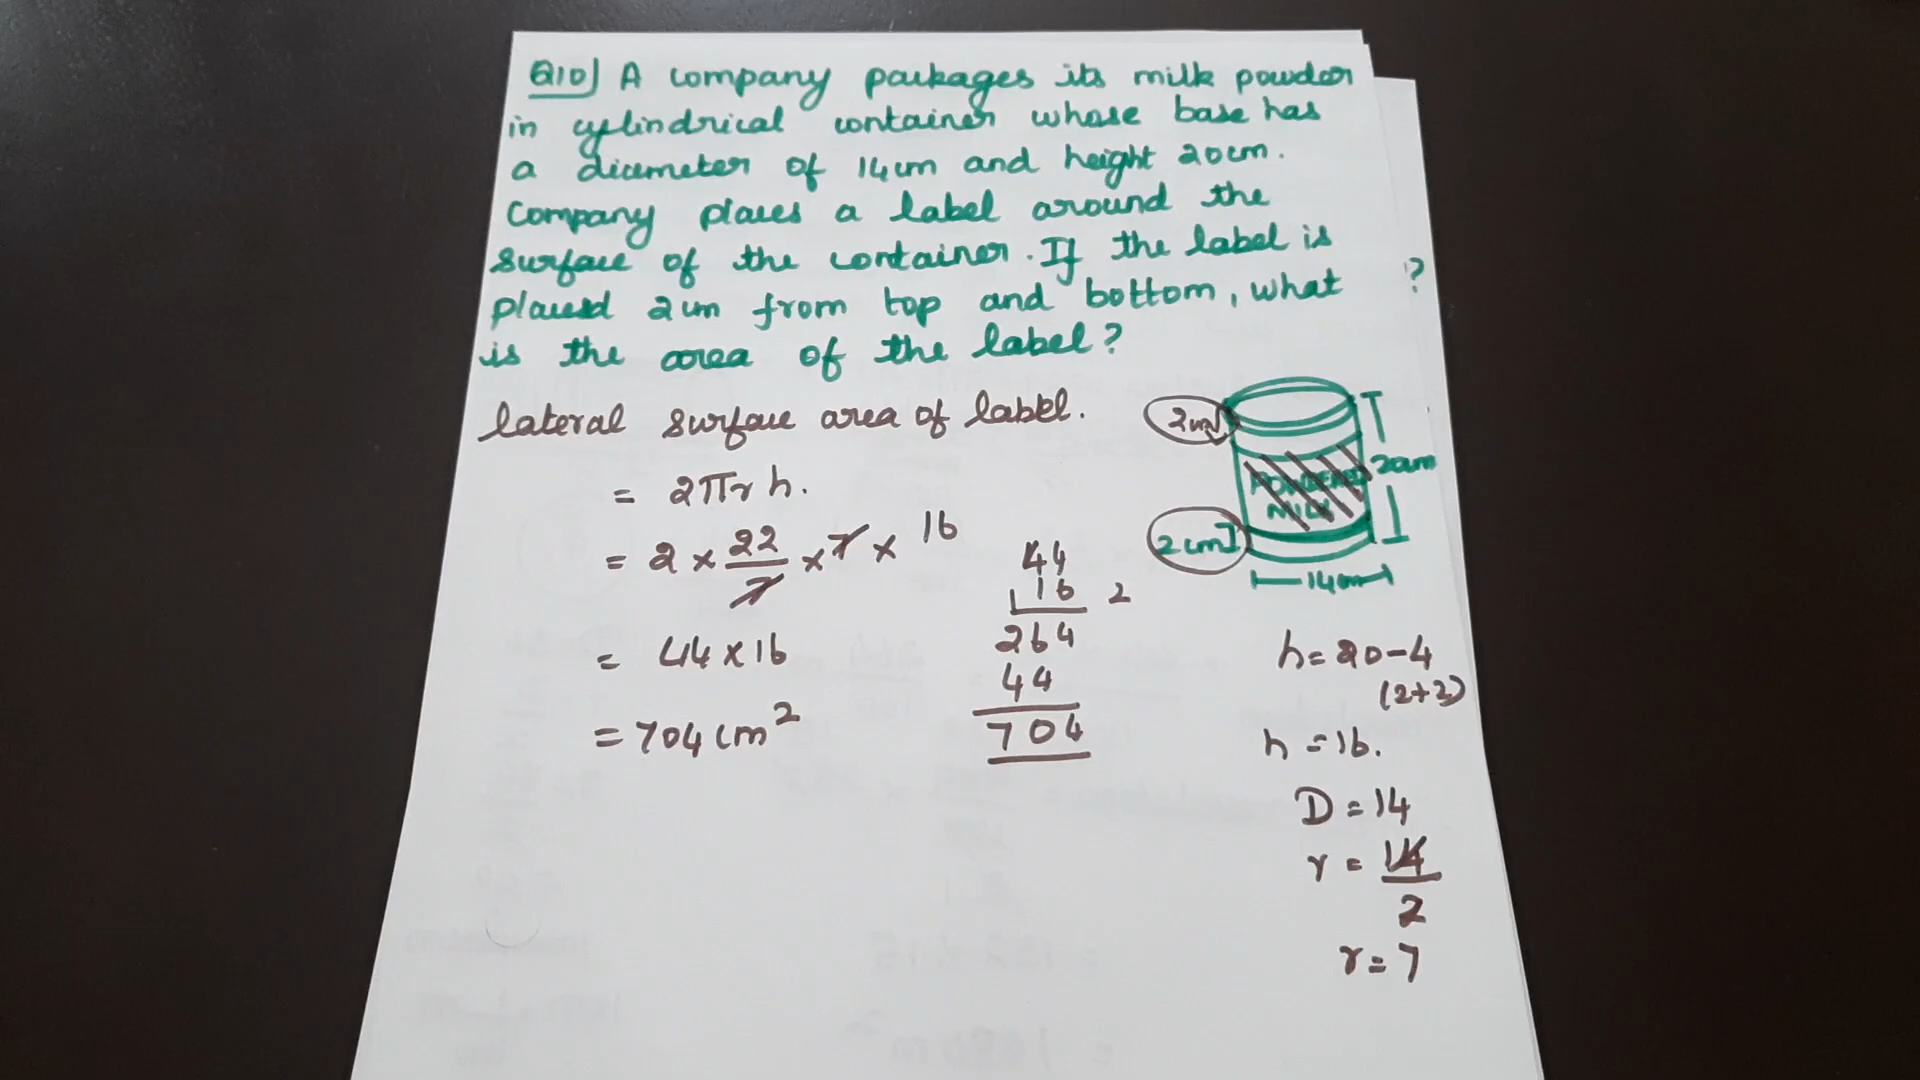 Q10) A company packages its milk powder
in cylindrical container whose base has
a diameter of 14cm and height 20cm.
Company places a label around the
surface of the container. If the label is
placed 2cm from top and bottom, what ?
is the area of the label?
lateral surface area of label.
= 2πrh.
= 2 × 22/7 × 7 × 16
= 44 × 16
= 704 cm²
44
16 2
264
44
704
2cm
POWDERED
MILK
20cm
2cm
14cm
h = 20-4
(2+2)
h = 16.
D = 14
r = 14/2
r = 7